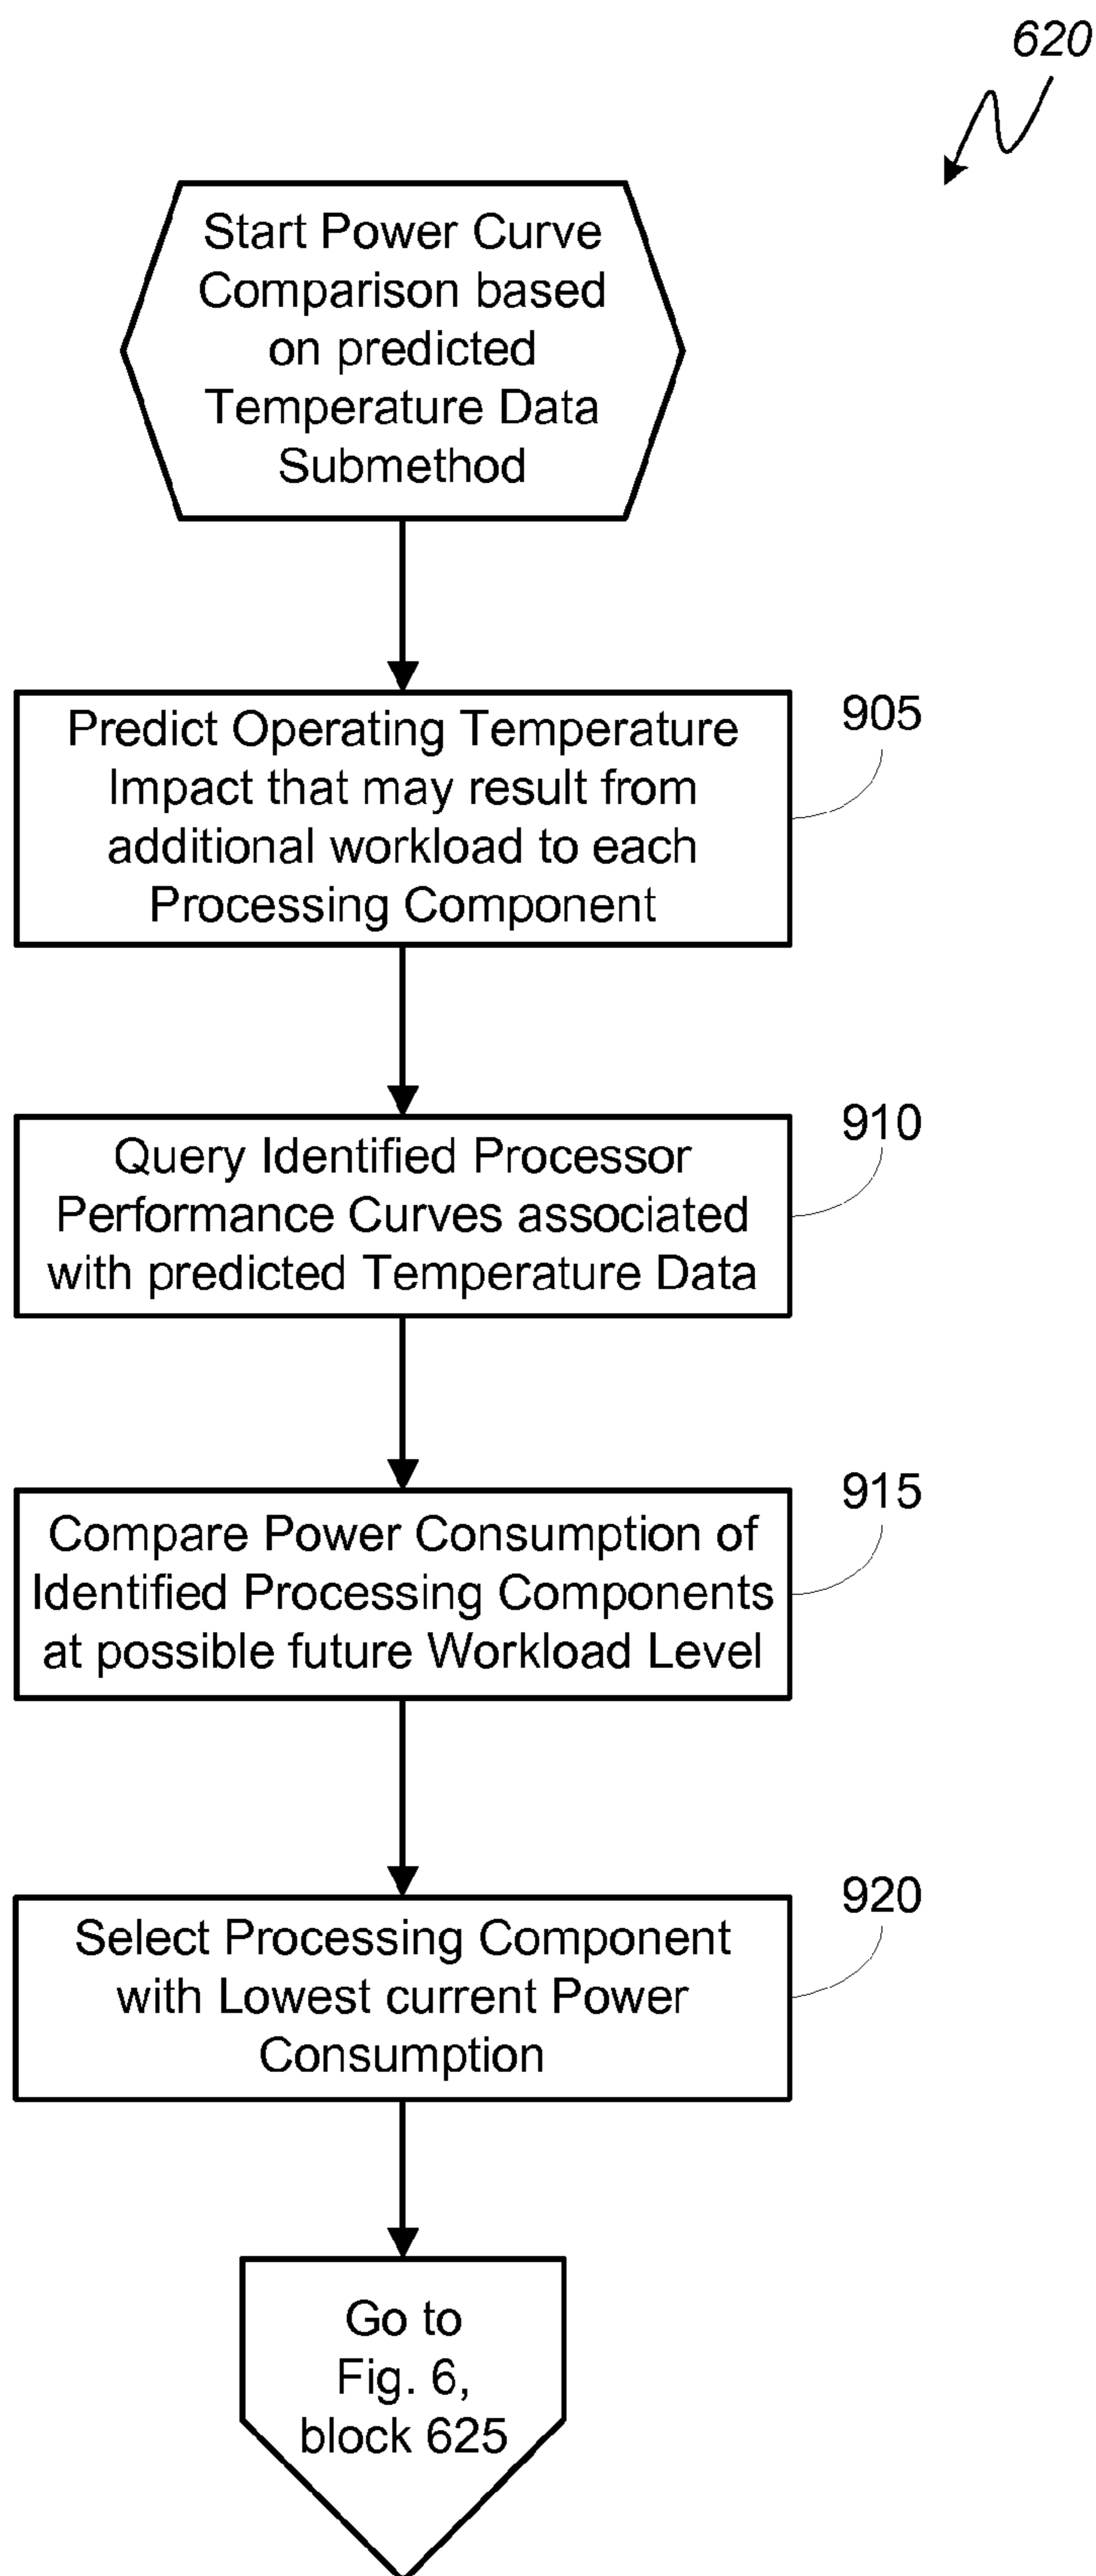 620
Start Power Curve
Comparison based
on predicted
Temperature Data
Submethod
Predict Operating Temperature
Impact that may result from
additional workload to each
Processing Component
905
Query Identified Processor
Performance Curves associated
with predicted Temperature Data
910
Compare Power Consumption of
Identified Processing Components
at possible future Workload Level
915
Select Processing Component
with Lowest current Power
Consumption
920
Go to
Fig. 6,
block 625